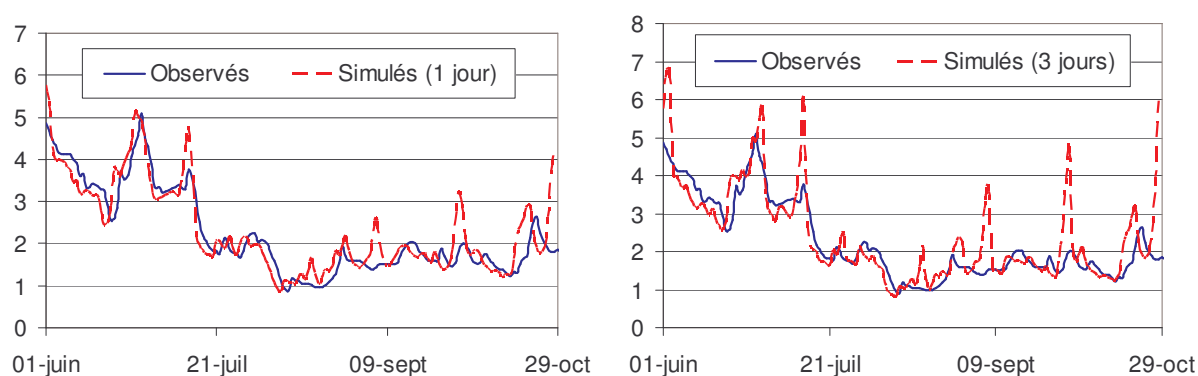 7
6
5
4
3
2
1
0
Observés
Simulés (1 jour)
01-juin
21-juil
09-sept
29-oct
8
7
6
5
4
3
2
1
0
Observés
Simulés (3 jours)
01-juin
21-juil
09-sept
29-oct